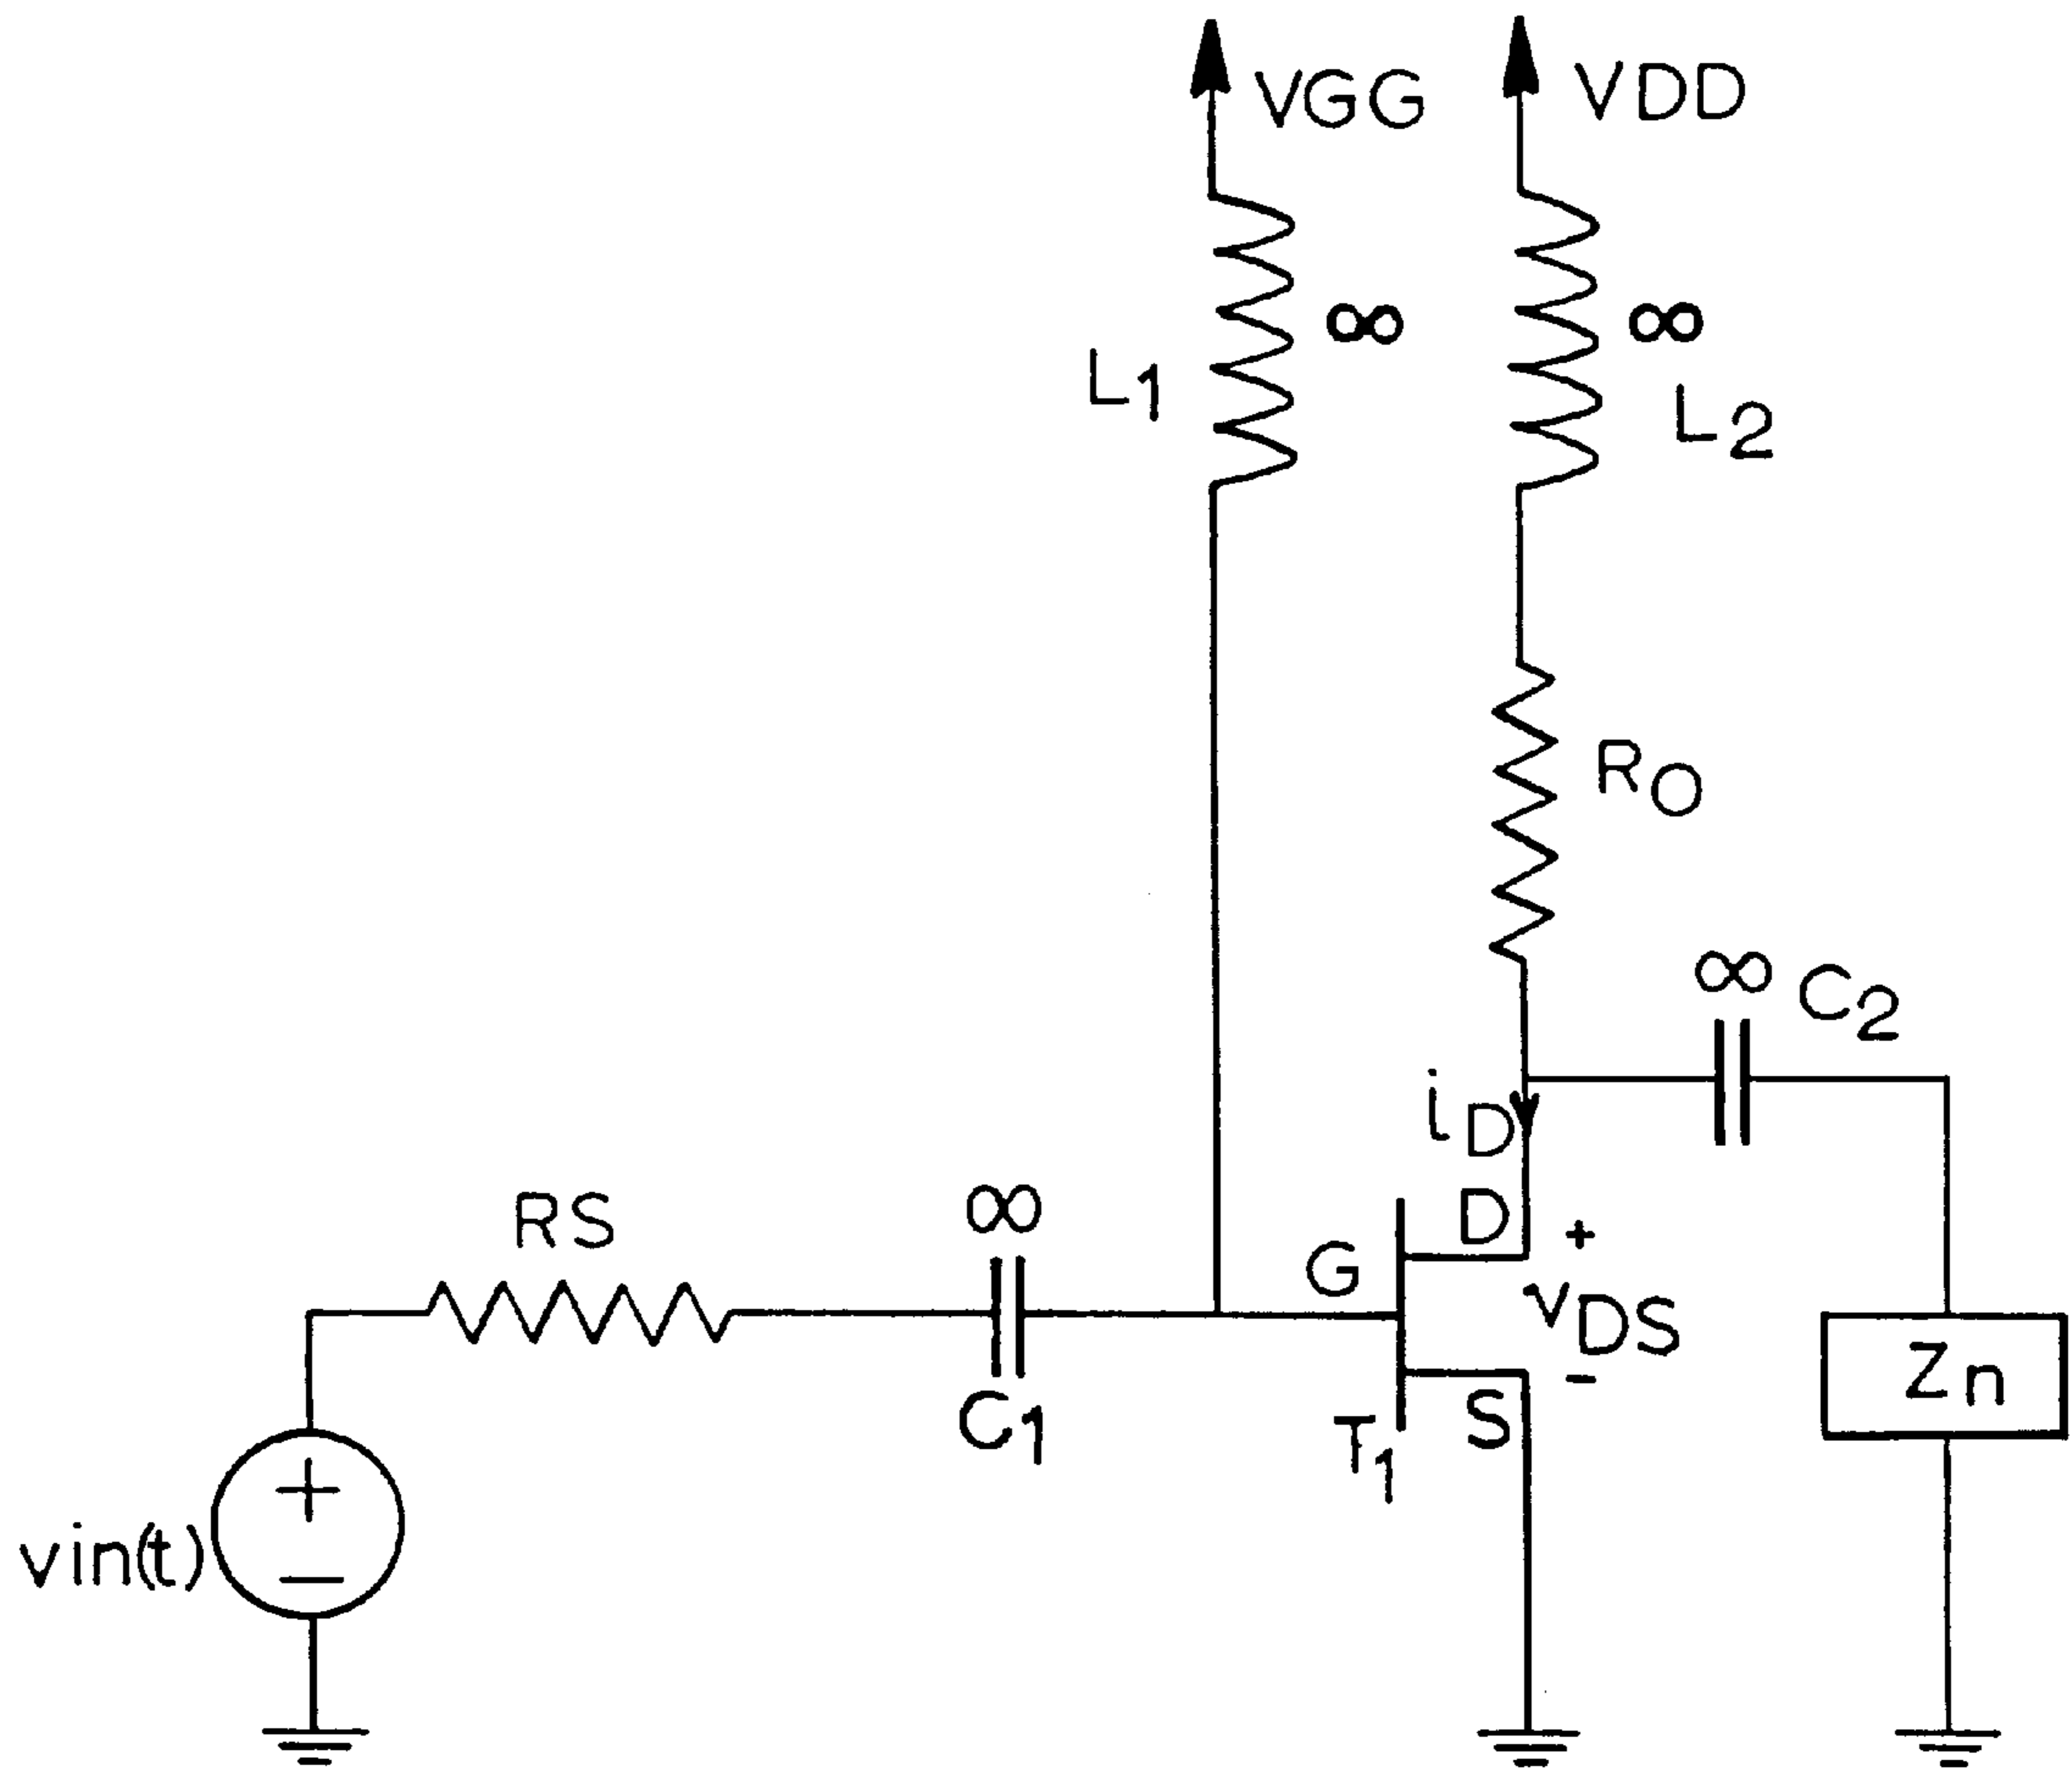 VGG
VDD
∞
∞
L1
L2
RO
∞ C2
iD
D
+
RS
∞
G
vDS
-
Zn
C1
T1
S
+
vin(t)
−